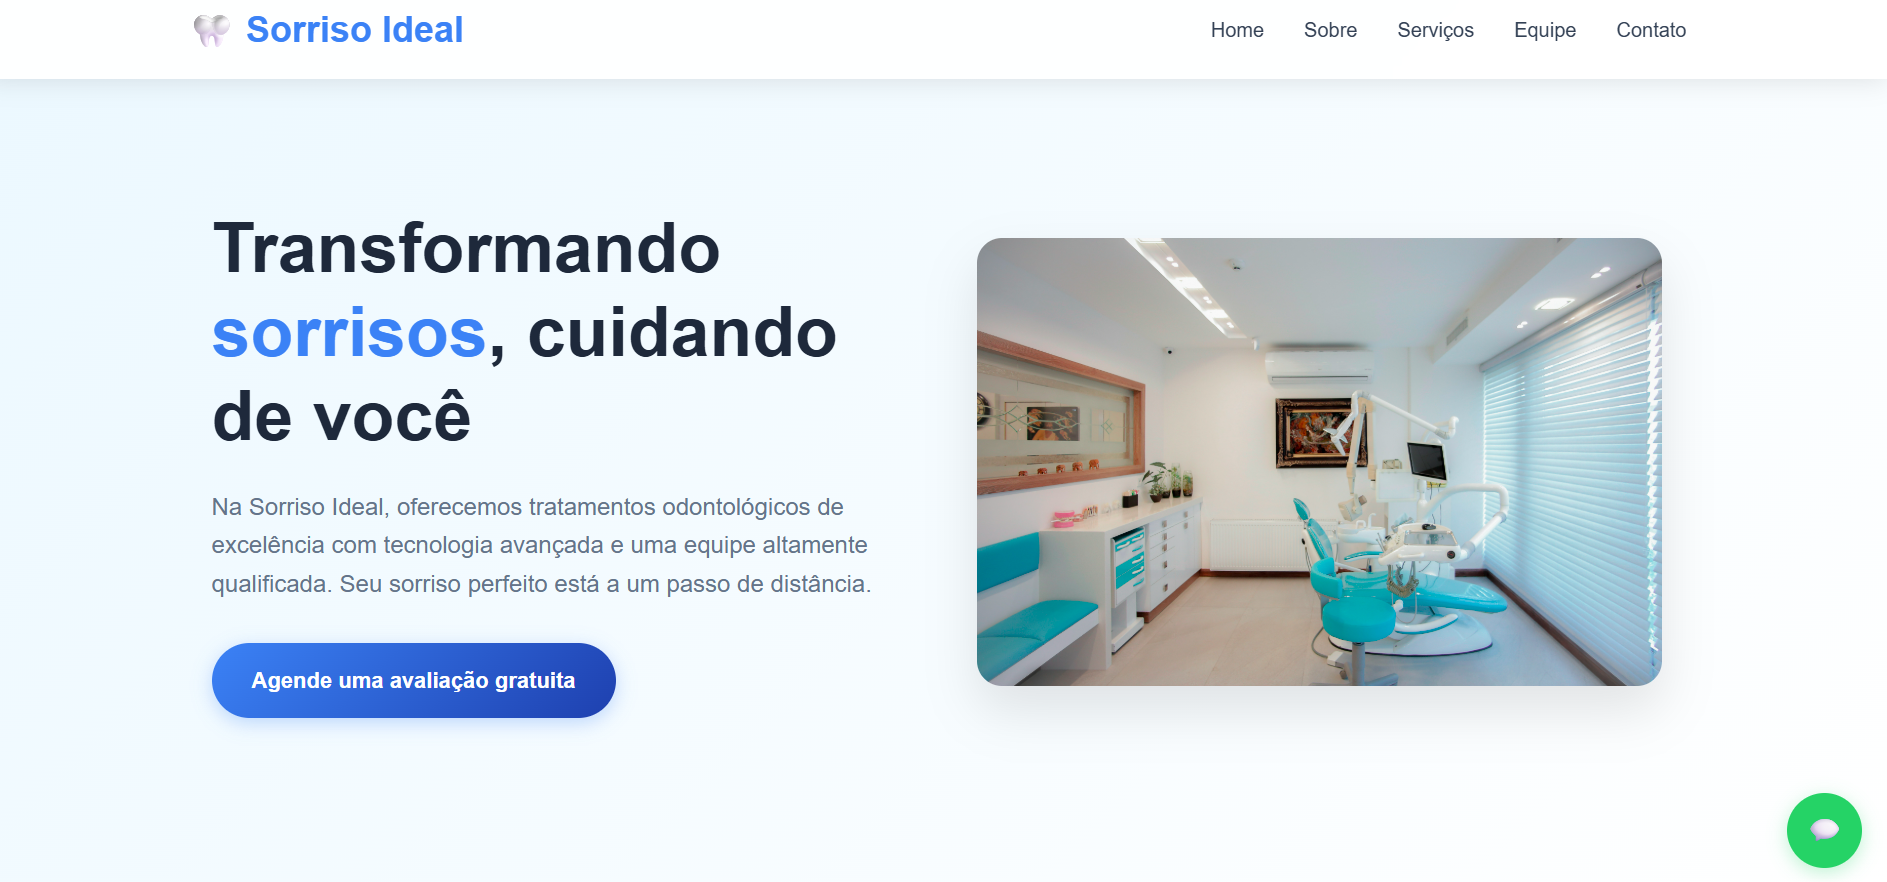 Sorriso Ideal
Home Sobre Serviços Equipe Contato
Transformando
sorrisos, cuidando
de você
Na Sorriso Ideal, oferecemos tratamentos odontológicos de
excelência com tecnologia avançada e uma equipe altamente
qualificada. Seu sorriso perfeito está a um passo de distância.
Agende uma avaliação gratuita